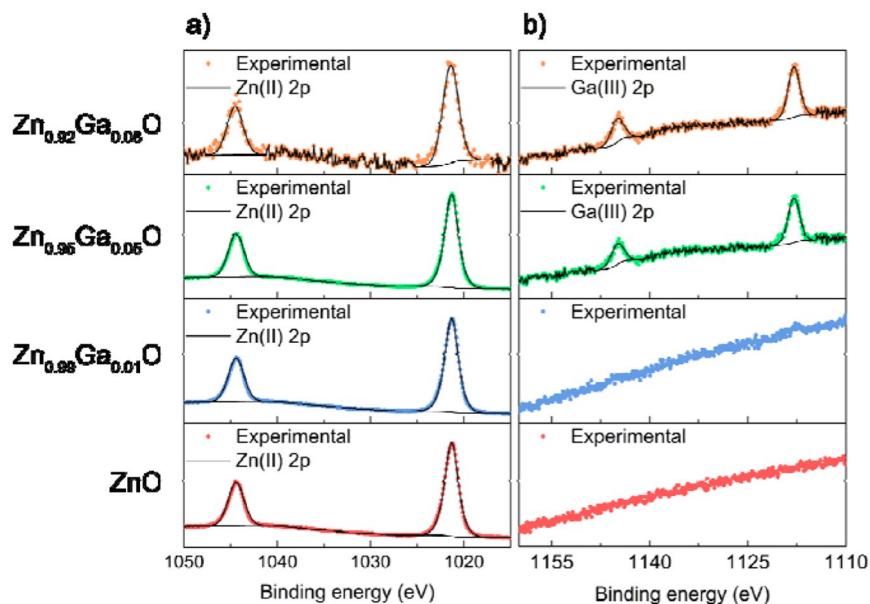 a)
b)
Zn0.92Ga0.08O
Experimental
Zn(II) 2p
Experimental
Ga(III) 2p
Zn0.95Ga0.05O
Experimental
Zn(II) 2p
Experimental
Ga(III) 2p
Zn0.99Ga0.01O
Experimental
Zn(II) 2p
Experimental
ZnO
Experimental
Zn(II) 2p
Experimental
1050 1040 1030 1020
1155 1140 1125 1110
Binding energy (eV)
Binding energy (eV)